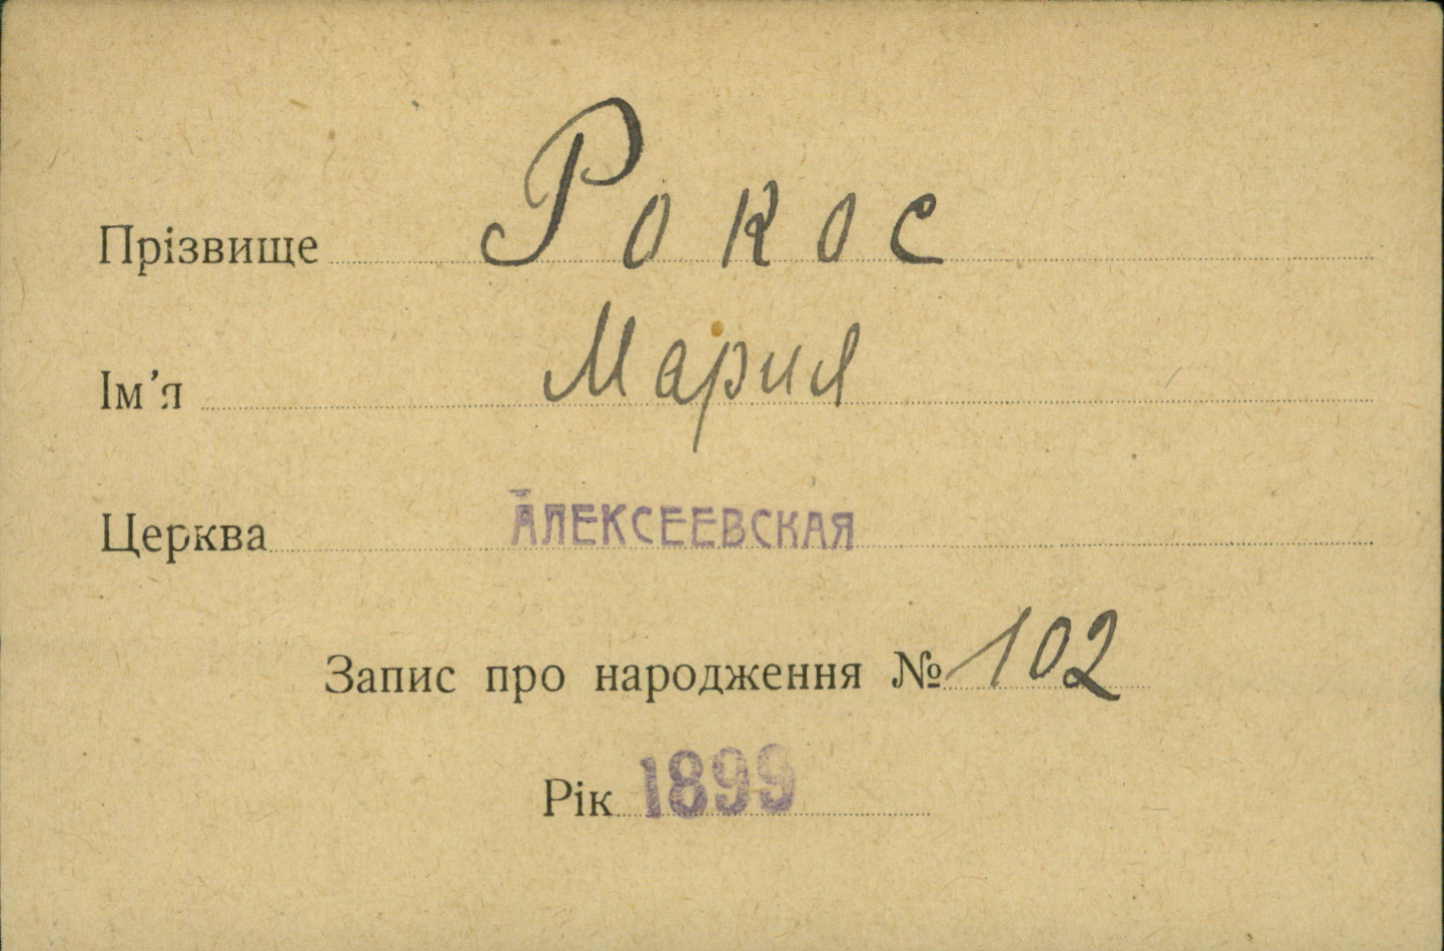 Прізвище Рокос
Ім'я Мария
Церква АЛЕКСЕЕВСКАЯ
Запис про народження № 102
Рік 1899